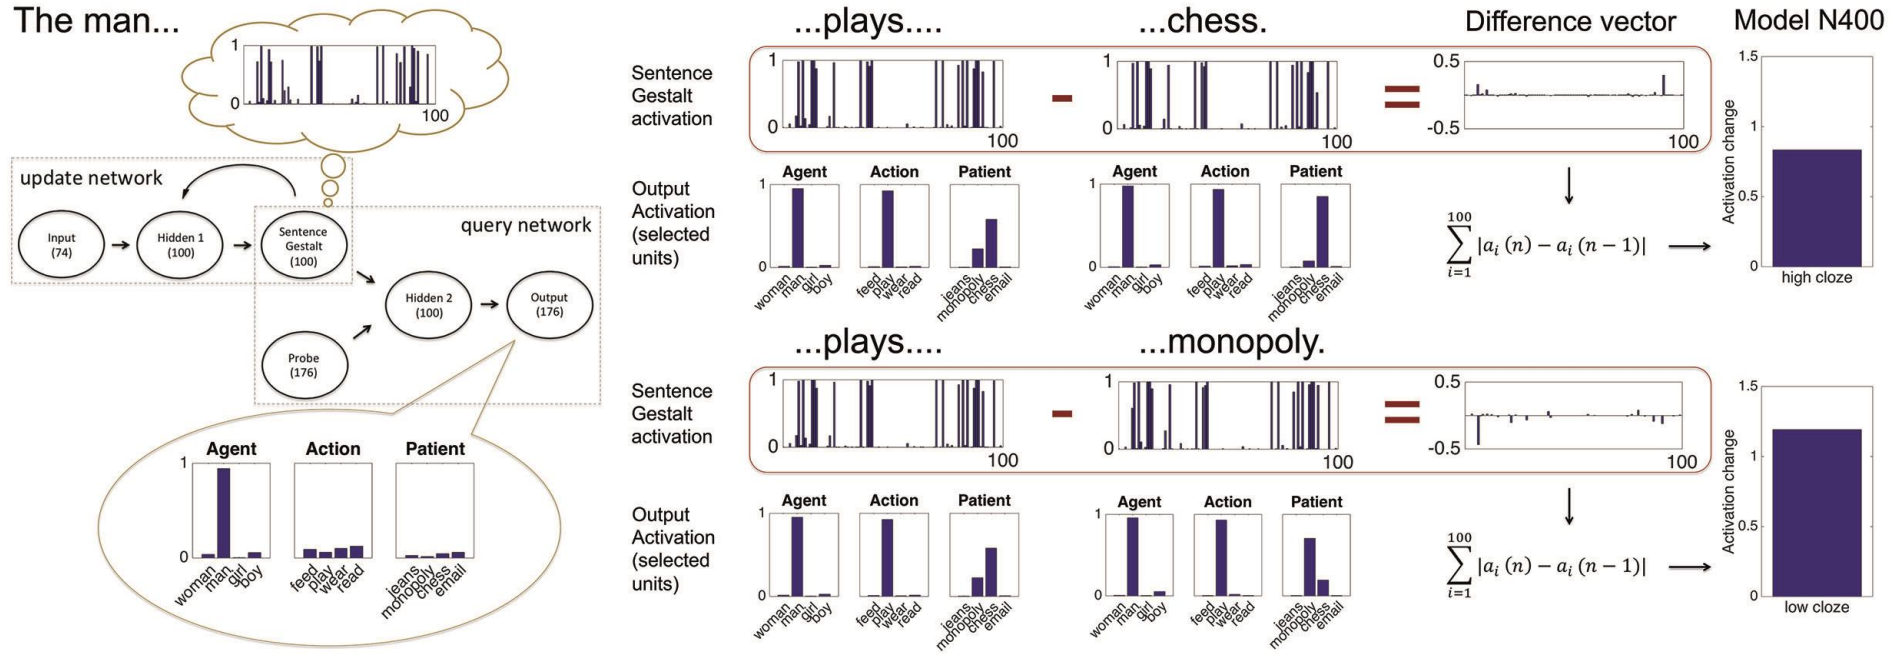 The man...
1
0
100
update network
query network
Input
(74)
Hidden 1
(100)
Sentence
Gestalt
(100)
Hidden 2
(100)
Output
(176)
Probe
(176)
Agent
Action
Patient
1
0
woman
man
girl
boy
feed
play
wear
read
jeans
monopoly
chess
email
...plays....
...chess.
Difference vector
Model N400
Sentence
Gestalt
activation
1
0
100
1
0
100
0.5
-0.5
100
Output
Activation
(selected
units)
Agent
Action
Patient
1
0
woman
man
girl
boy
feed
play
wear
read
jeans
monopoly
chess
email
Agent
Action
Patient
1
0
woman
man
girl
boy
feed
play
wear
read
jeans
monopoly
chess
email
100
∑ |aᵢ (n) − aᵢ (n − 1)|
i=1
Activation change
1.5
1
0.5
0
high cloze
...plays....
...monopoly.
Sentence
Gestalt
activation
1
0
100
1
0
100
0.5
-0.5
100
Output
Activation
(selected
units)
Agent
Action
Patient
1
0
woman
man
girl
boy
feed
play
wear
read
jeans
monopoly
chess
email
Agent
Action
Patient
1
0
woman
man
girl
boy
feed
play
wear
read
jeans
monopoly
chess
email
100
∑ |aᵢ (n) − aᵢ (n − 1)|
i=1
Activation change
1.5
1
0.5
0
low cloze